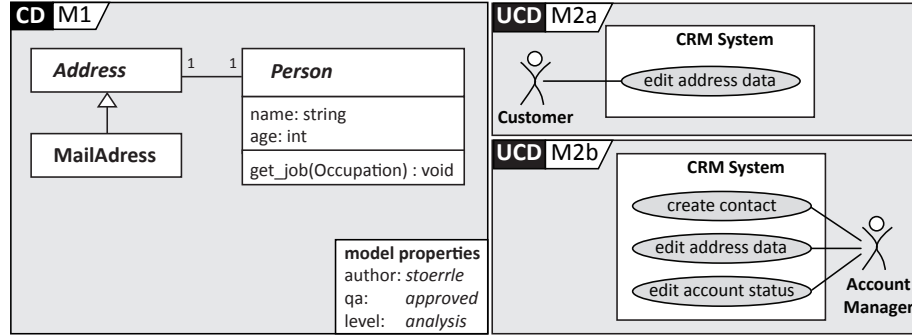 CD M1
Address
1 1
Person
name: string
age: int
get_job(Occupation) : void
MailAdress
model properties
author: stoerrle
qa: approved
level: analysis
UCD M2a
CRM System
edit address data
Customer
UCD M2b
CRM System
create contact
edit address data
edit account status
Account
Manager